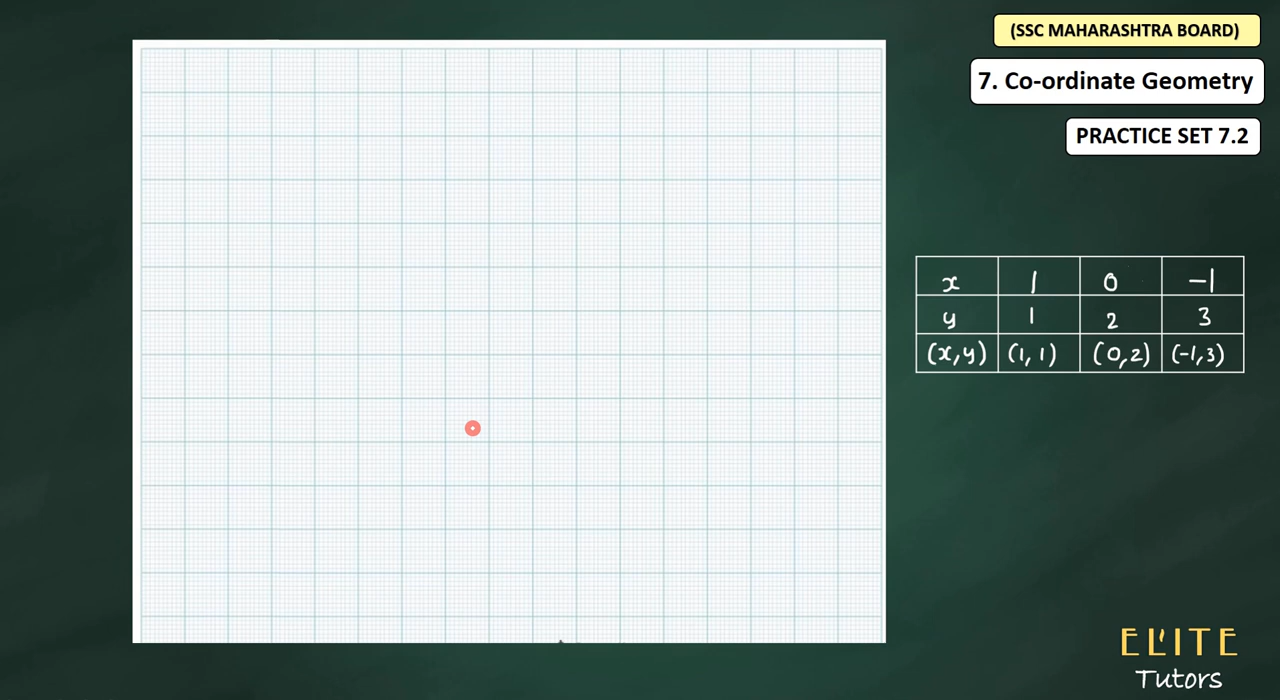 (SSC MAHARASHTRA BOARD)
7. Co-ordinate Geometry
PRACTICE SET 7.2
x 1 0 -1
y 1 2 3
(x,y) (1, 1) (0,2) (-1,3)
ELITE
Tutors